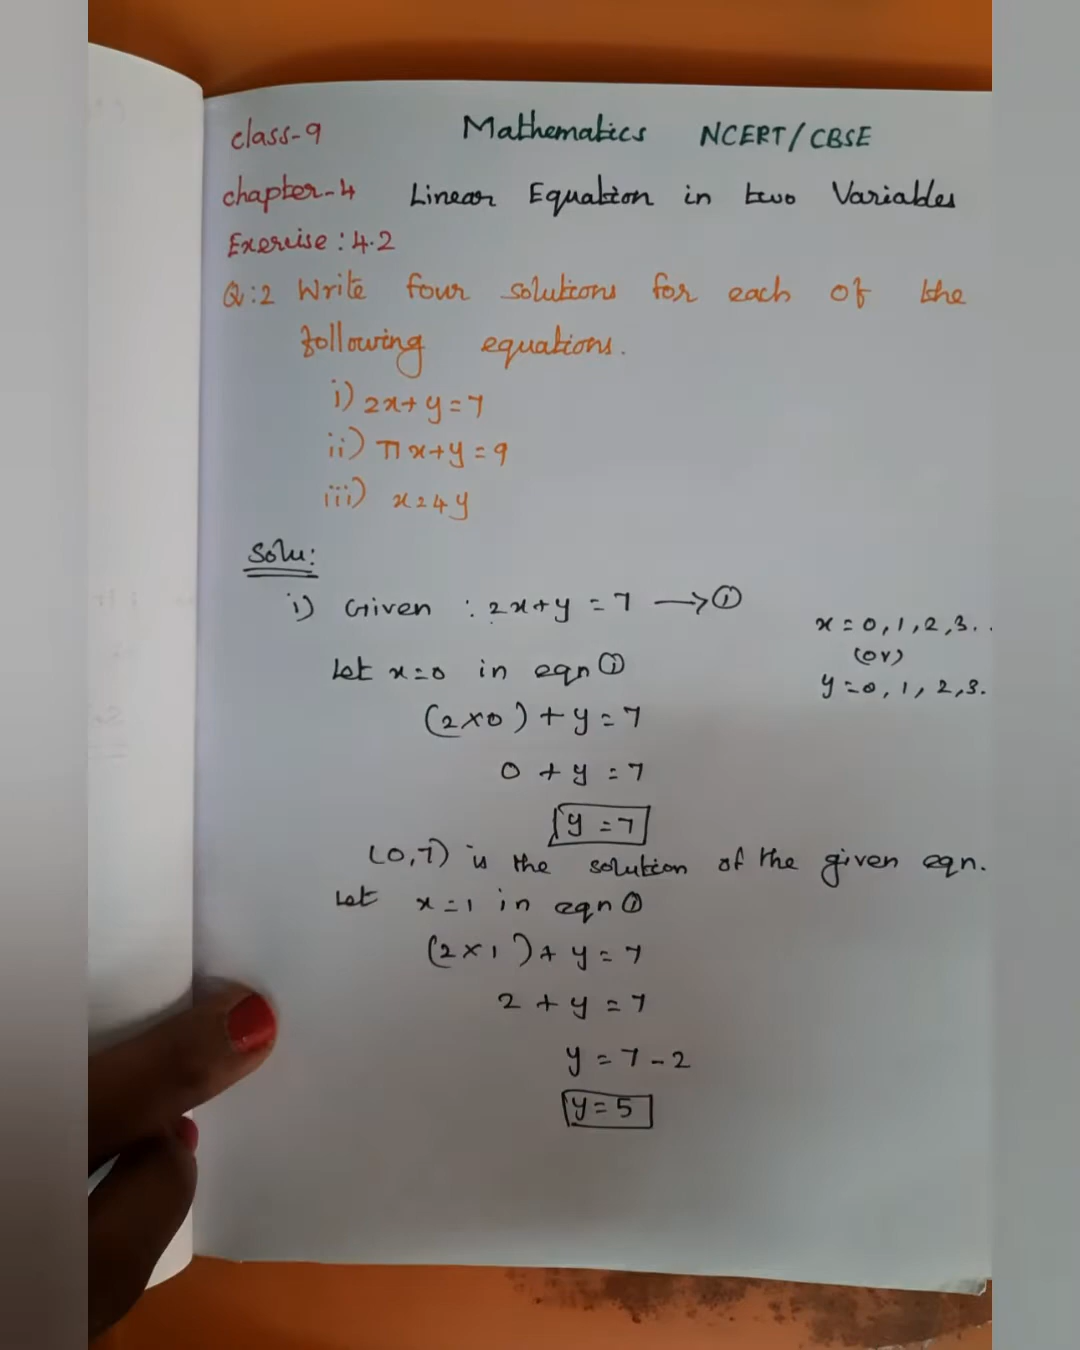 class-9 Mathematics NCERT/CBSE
chapter-4 Linear Equation in two Variables
Exercise : 4.2
Q:2 Write four solutions for each of the
following equations.
i) 2x+y=7
ii) πx+y=9
iii) x=4y
Solu:
i) Given : 2x+y=7 → ①
x=0,1,2,3..
(or)
y=0,1,2,3.
Let x=0 in eqn ①
(2×0)+y=7
0+y=7
y=7
(0,7) is the solution of the given eqn.
Let x=1 in eqn ①
(2×1)+y=7
2+y=7
y=7-2
y=5